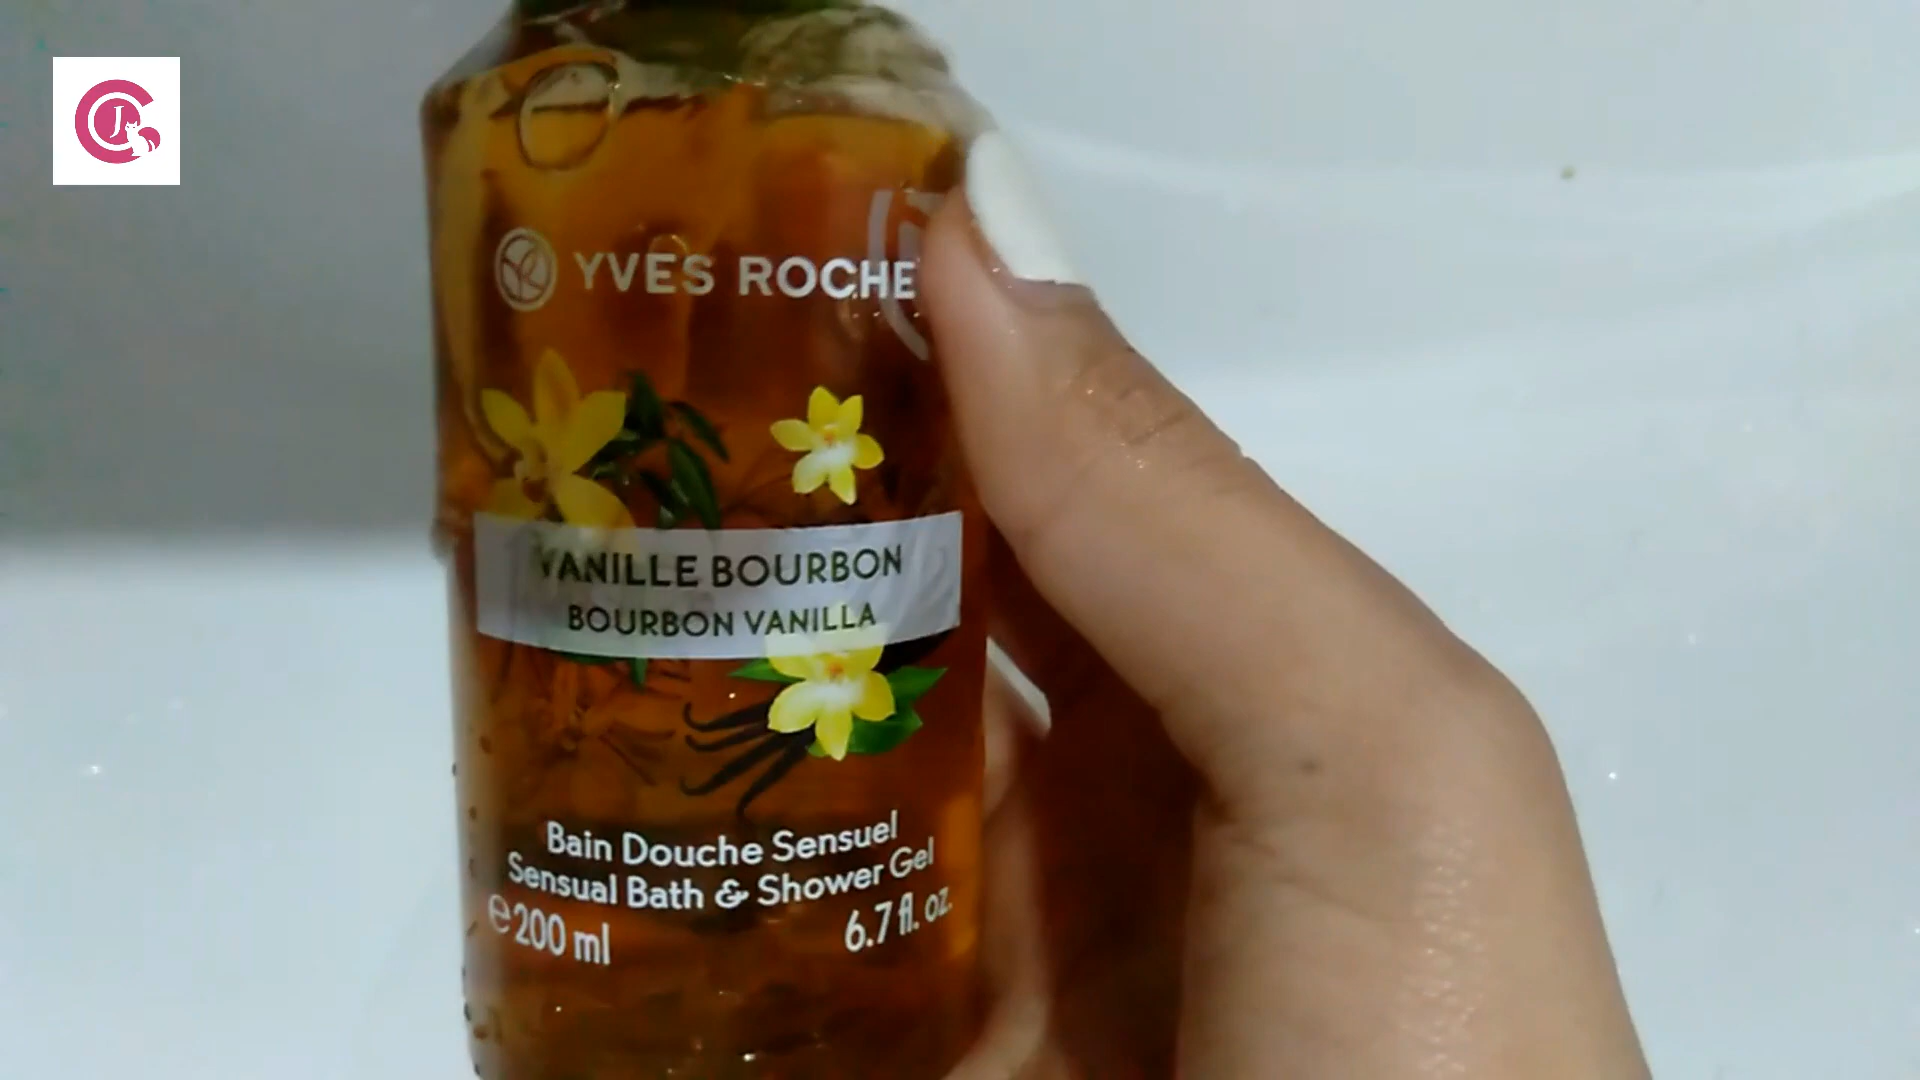 YVES ROCHE
VANILLE BOURBON
BOURBON VANILLA
Bain Douche Sensuel
Sensual Bath & Shower Gel
℮200 ml 6.7 fl. oz.